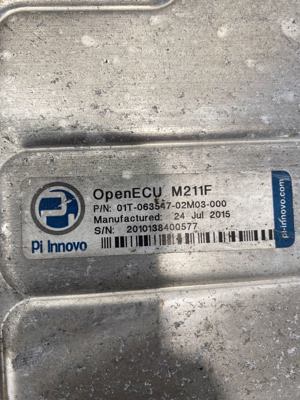 OpenECU M211F
P/N: 01T-063547-02M03-000
Manufactured: 24 Jul 2015
S/N: 2010138400577
Pi Innovo
pi-innovo.com